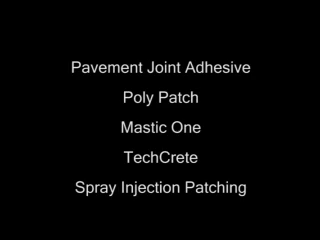 Pavement Joint Adhesive
Poly Patch
Mastic One
TechCrete
Spray Injection Patching